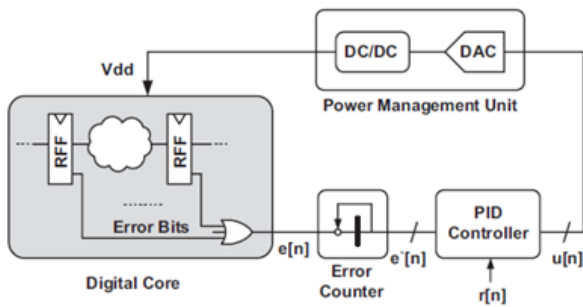 DC/DC
DAC
Power Management Unit
Vdd
RFF
RFF
Error Bits
Digital Core
e[n]
Error
Counter
e`[n]
PID
Controller
r[n]
u[n]